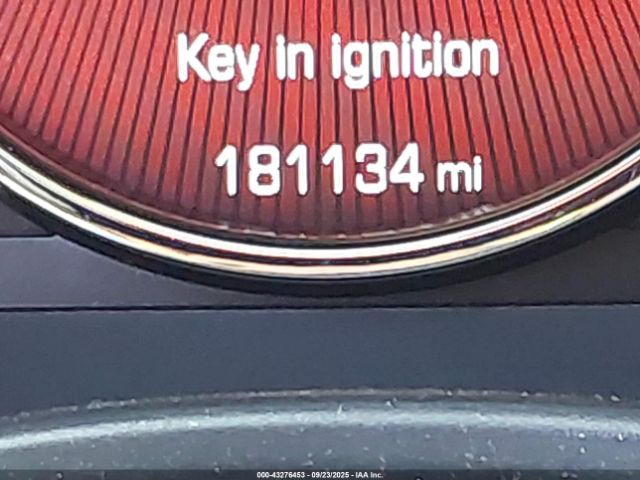 Key in ignition
181134 mi
000-43276453 - 09/23/2025 - IAA Inc.